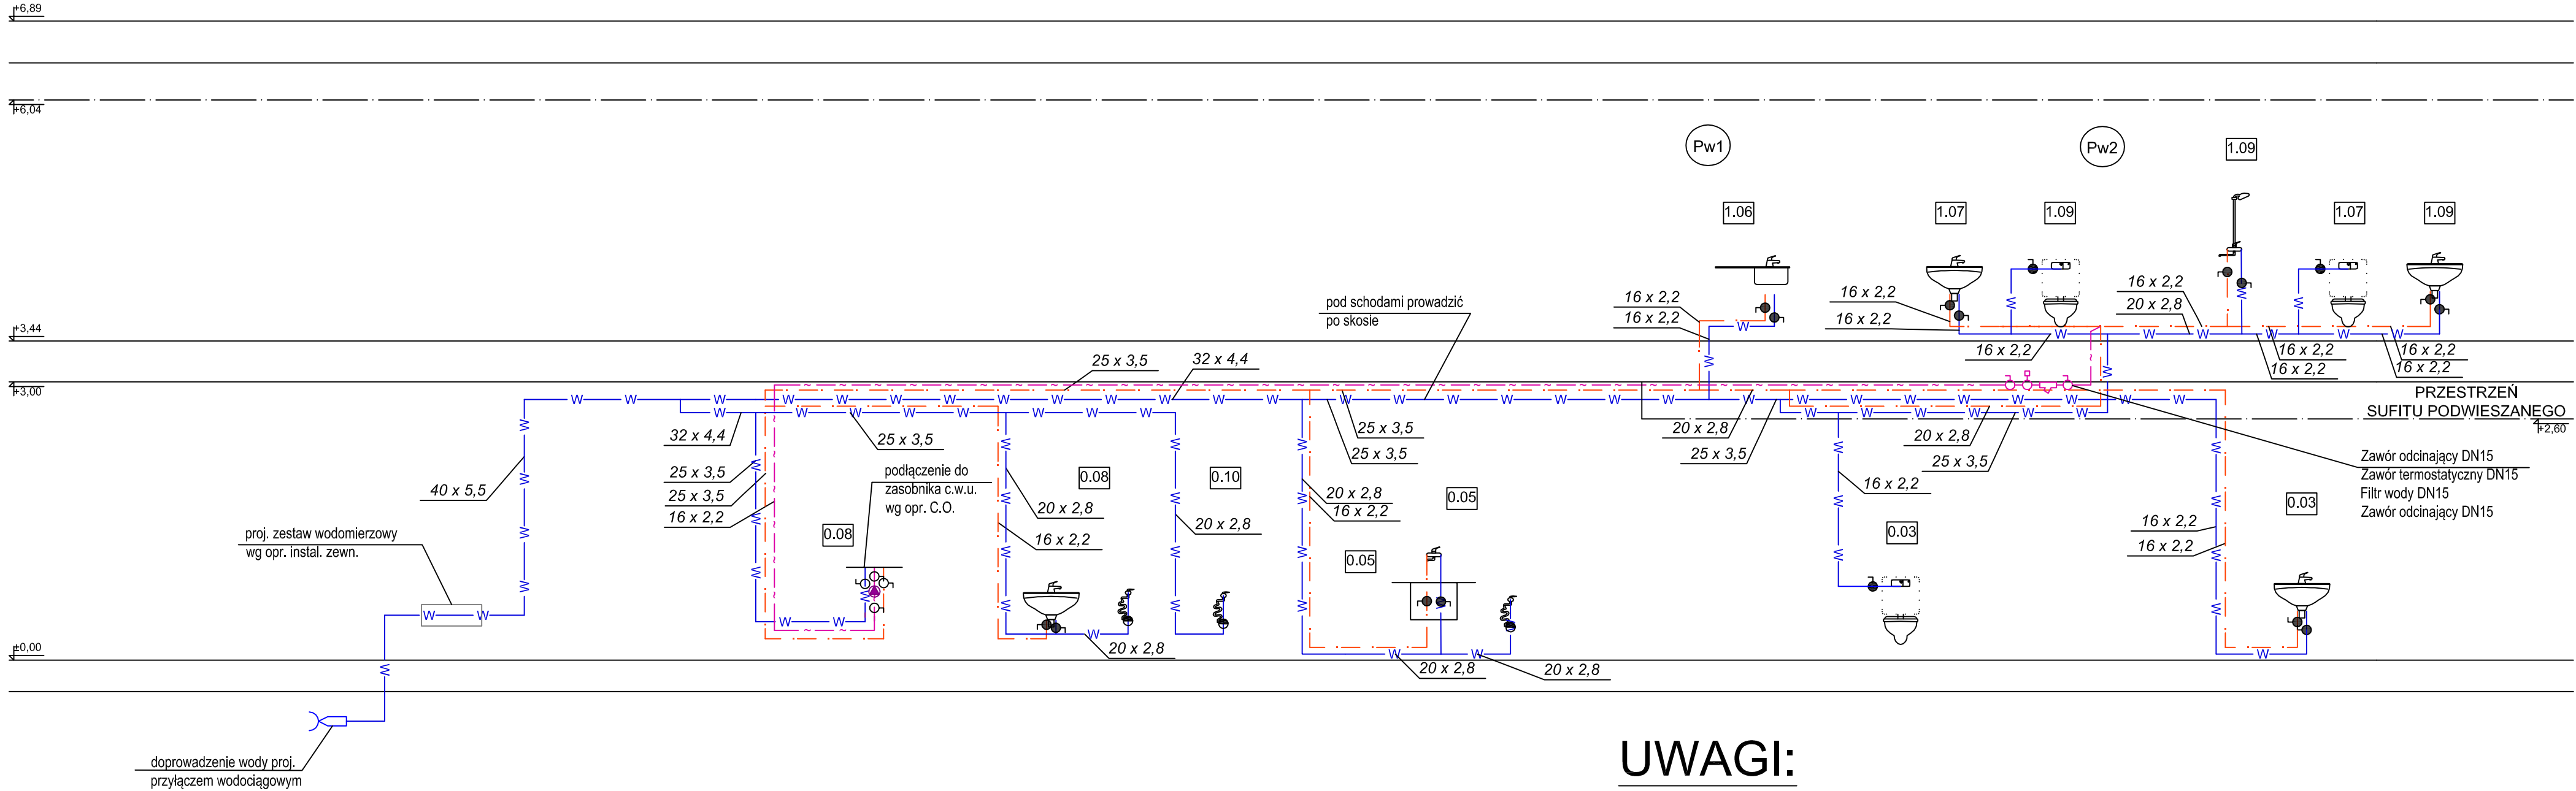 +6,89
+6,04
Pw1
Pw2
1.09
1.06
1.07
1.09
1.07
1.09
16 x 2,2
16 x 2,2
16 x 2,2
16 x 2,2
16 x 2,2
20 x 2,8
pod schodami prowadzić
po skosie
+3,44
16 x 2,2
16 x 2,2
16 x 2,2
16 x 2,2
16 x 2,2
25 x 3,5
32 x 4,4
+3,00
PRZESTRZEŃ
SUFITU PODWIESZANEGO
+2,60
32 x 4,4
25 x 3,5
25 x 3,5
25 x 3,5
20 x 2,8
25 x 3,5
20 x 2,8
25 x 3,5
Zawór odcinający DN15
Zawór termostatyczny DN15
Filtr wody DN15
Zawór odcinający DN15
40 x 5,5
25 x 3,5
25 x 3,5
16 x 2,2
podłączenie do
zasobnika c.w.u.
wg opr. C.O.
0.08
0.10
0.05
20 x 2,8
16 x 2,2
20 x 2,8
20 x 2,8
16 x 2,2
16 x 2,2
0.03
16 x 2,2
16 x 2,2
0.03
proj. zestaw wodomierzowy
wg opr. instal. zewn.
0.08
0.05
±0,00
20 x 2,8
20 x 2,8
20 x 2,8
doprowadzenie wody proj.
przyłączem wodociągowym
UWAGI: